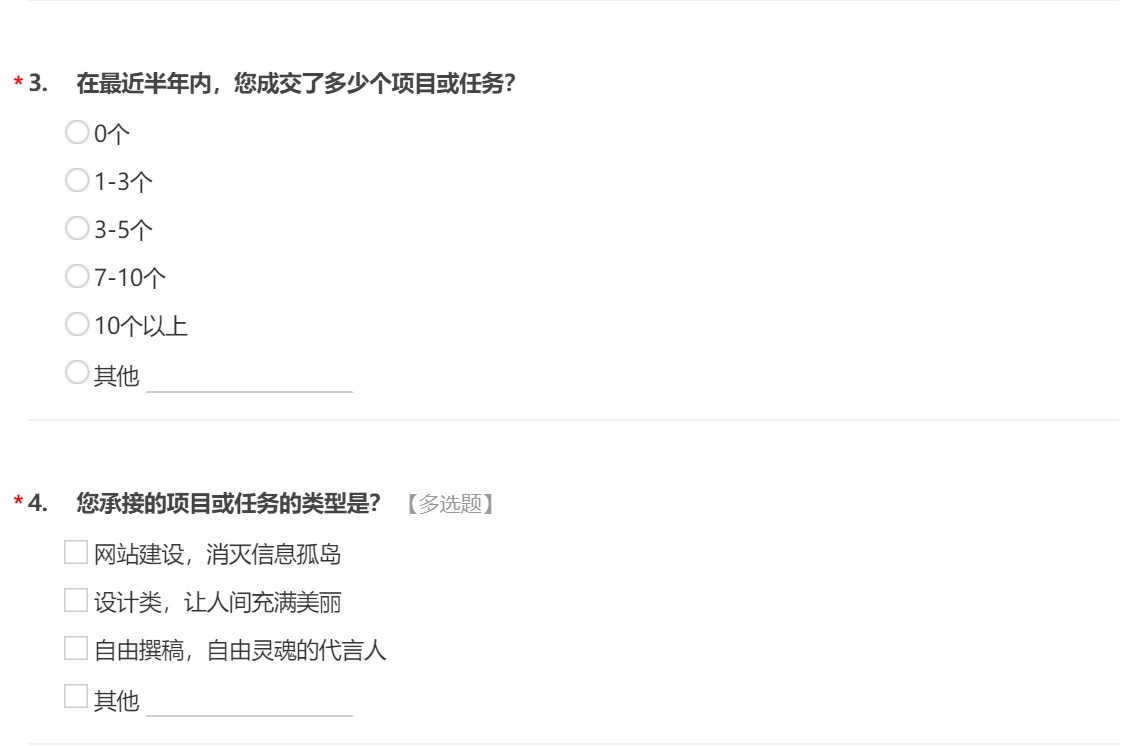 * 3. 在最近半年内，您成交了多少个项目或任务？
0个
1-3个
3-5个
7-10个
10个以上
其他
* 4. 您承接的项目或任务的类型是？ 【多选题】
网站建设，消灭信息孤岛
设计类，让人间充满美丽
自由撰稿，自由灵魂的代言人
其他